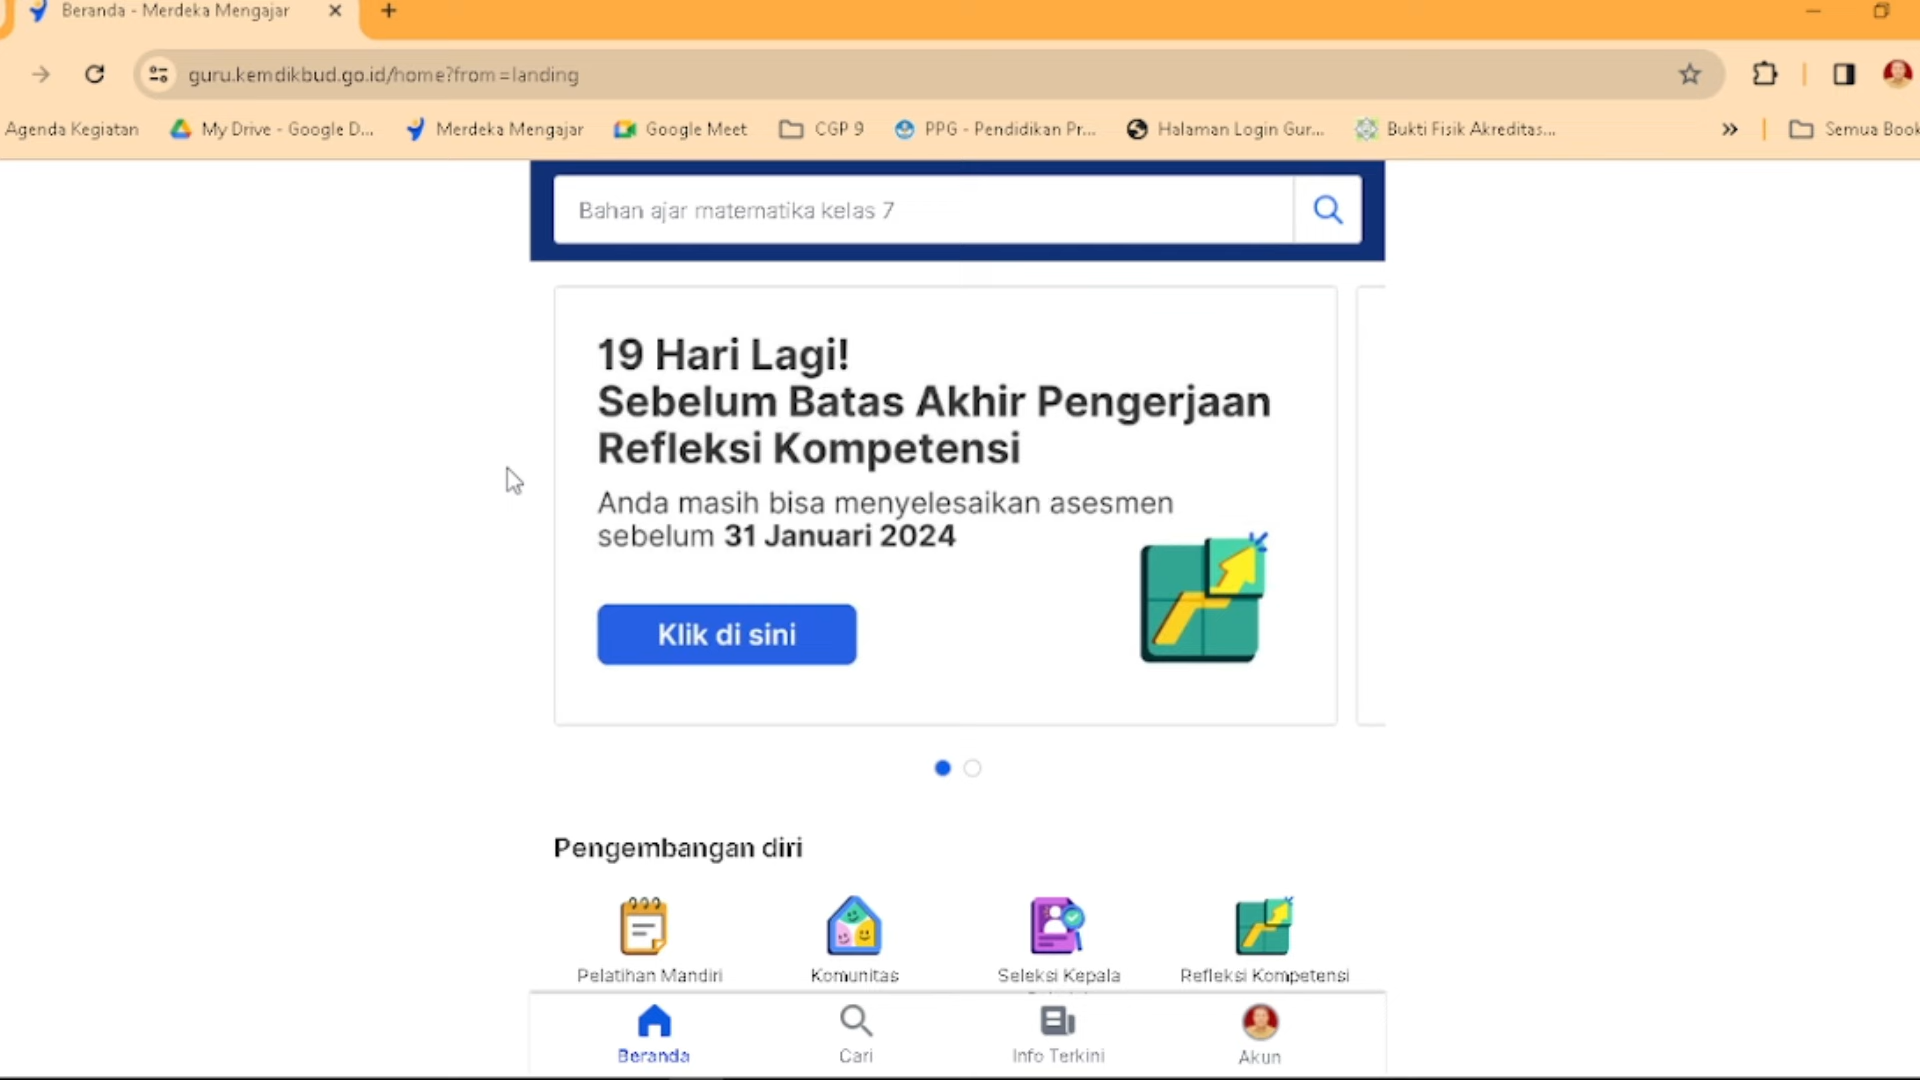 Beranda - Merdeka Mengajar
guru.kemdikbud.go.id/home?from=landing
Agenda Kegiatan My Drive - Google D... Merdeka Mengajar Google Meet CGP 9 PPG - Pendidikan Pr... Halaman Login Gur... Bukti Fisik Akreditas... Semua Book
Bahan ajar matematika kelas 7
19 Hari Lagi!
Sebelum Batas Akhir Pengerjaan
Refleksi Kompetensi
Anda masih bisa menyelesaikan asesmen
sebelum 31 Januari 2024
Klik di sini
Pengembangan diri
Pelatihan Mandiri Komunitas Seleksi Kepala Refleksi Kompetensi
Beranda Cari Info Terkini Akun